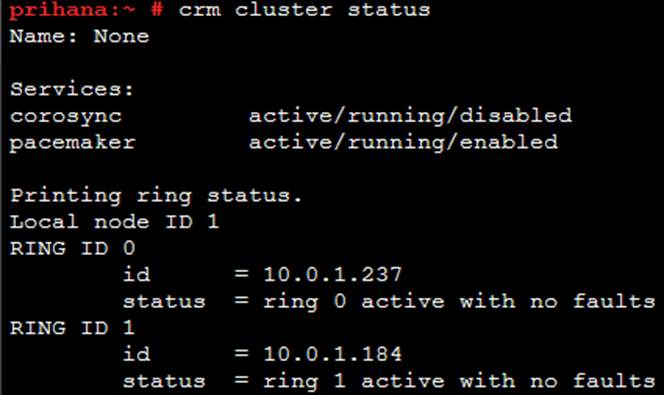 prihana:~ # crm cluster status
Name: None
Services:
corosync active/running/disabled
pacemaker active/running/enabled
Printing ring status.
Local node ID 1
RING ID 0
id = 10.0.1.237
status = ring 0 active with no faults
RING ID 1
id = 10.0.1.184
status = ring 1 active with no faults